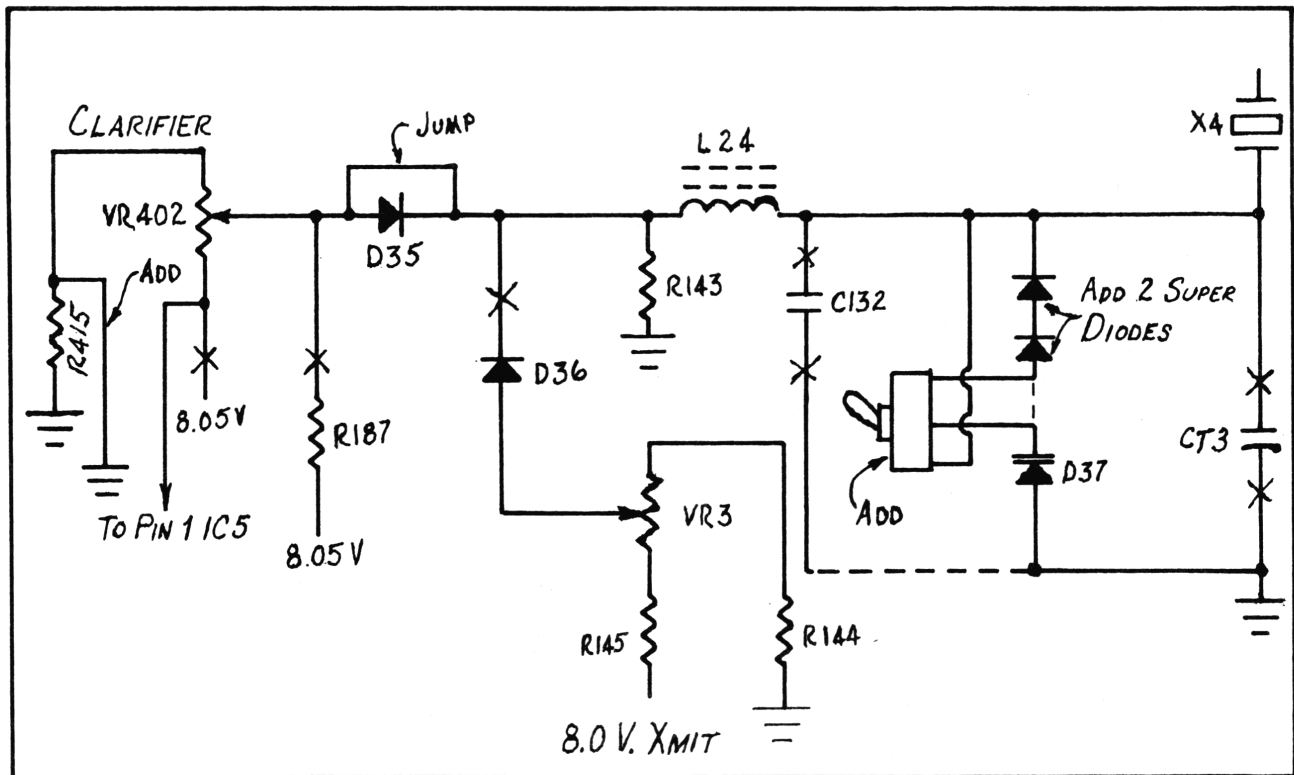 CLARIFIER
JUMP
L24
X4
VR402
D35
ADD
R415
8.05V
R187
TO PIN 1 IC5
8.05V
D36
R143
C132
ADD 2 SUPER
DIODES
CT3
D37
ADD
VR3
R145
R144
8.0 V. XMIT